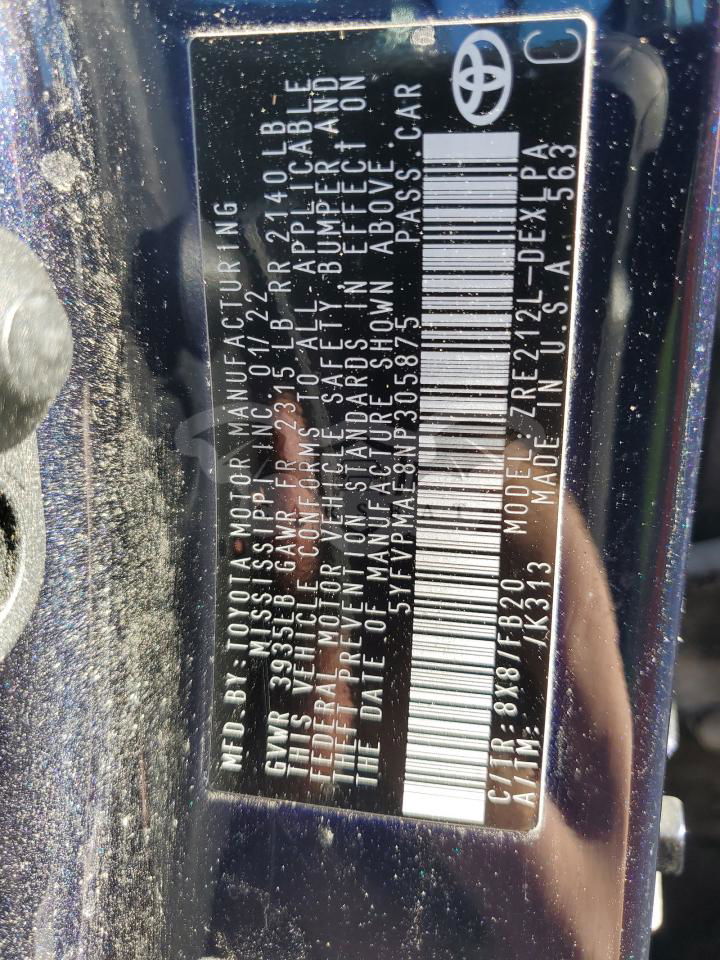 MFD.BY:TOYOTA MOTOR MANUFACTURING
MISSISSIPPI INC.01/22
GVWR 3935LB GAWR FR 2315 LB RR 2140LB
THIS VEHICLE CONFORMS TO ALL APPLICABLE
FEDERAL MOTOR VEHICLE SAFETY, BUMPER AND
THEFT PREVENTION STANDARDS IN EFFECT ON
THE DATE OF MANUFACTURE SHOWN ABOVE.
5YFVPMAE8NP305875 PASS.CAR
C/TR: 8X8/FB20 MODEL: ZRE212L-DEXLPA
A/TM: /K313 MADE IN U.S.A. 563
C